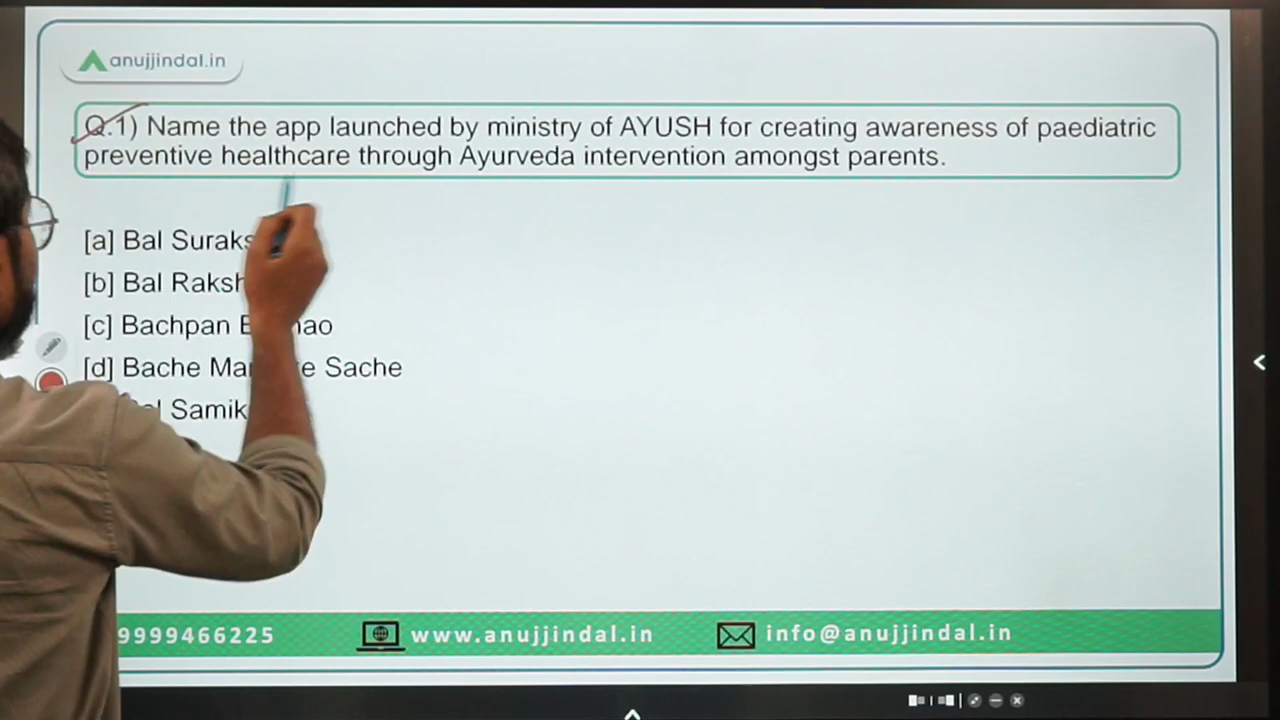 anujjindal.in
Q.1) Name the app launched by ministry of AYUSH for creating awareness of paediatric
preventive healthcare through Ayurveda intervention amongst parents.
[a] Bal
[b] Bal
[c] Bachpan
[d] Bache Sache
9999466225 www.anujjindal.in info@anujjindal.in